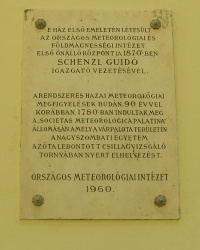 E HÁZ ELSŐ EMELETÉN LÉTESÜLT
AZ ORSZÁGOS METEOROLÓGIAI ÉS
FÖLDMÁGNESSÉGI INTÉZET
ELSŐ ÖNÁLLÓ KÖZPONTJA 1870-BEN
SCHENZL GUIDÓ
IGAZGATÓ VEZETÉSÉVEL.
A RENDSZERES HAZAI METEOROLÓGIAI
MEGFIGYELÉSEK BUDÁN 90 ÉVVEL
KORÁBBAN 1780-BAN INDULTAK MEG
A „SOCIETAS METEOROLOGICA PALATINA"
ÁLLOMÁSÁN AMELY A VÁRPALOTA TERÜLETÉN
A NAGYSZOMBATI EGYETEM
AZÓTA LEBONTOTT CSILLAGVIZSGÁLÓ
TORNYÁBAN NYERT ELHELYEZÉST.
ORSZÁGOS METEOROLÓGIAI INTÉZET
1960.